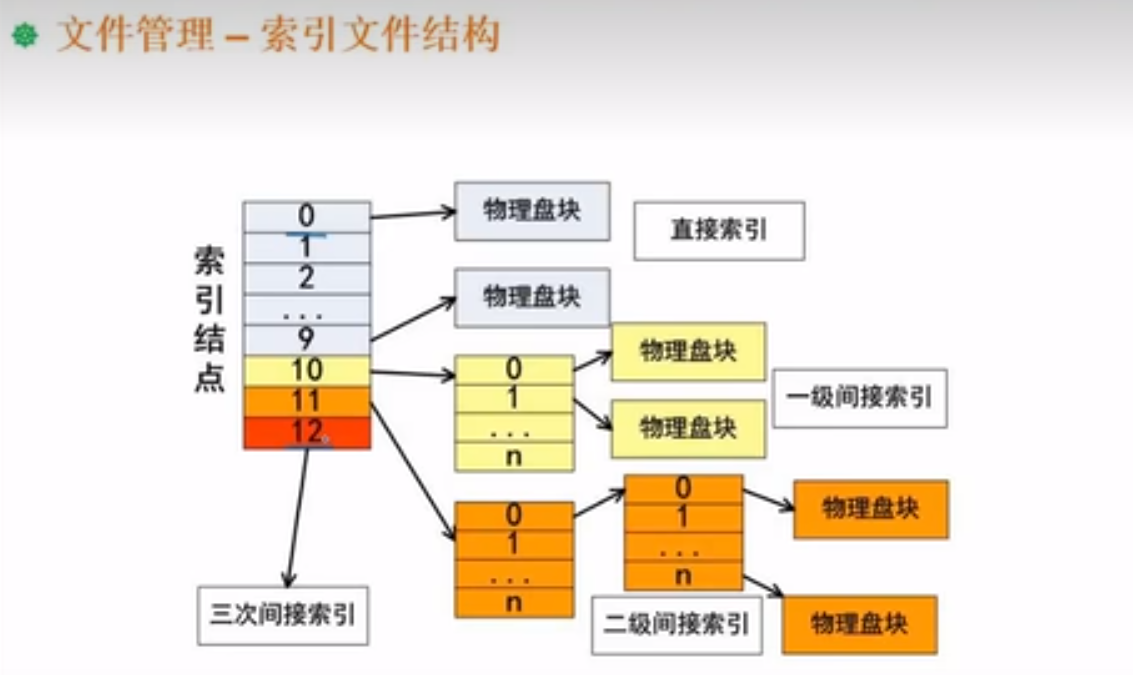 文件管理 – 索引文件结构
索引结点
0
1
2
...
9
10
11
12
物理盘块
直接索引
物理盘块
0
1
...
n
物理盘块
物理盘块
一级间接索引
0
1
...
n
0
1
...
n
物理盘块
物理盘块
二级间接索引
三次间接索引